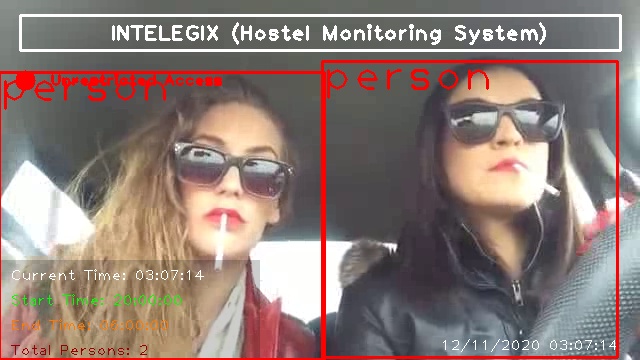 INTELEGIX (Hostel Monitoring System)
Unrestricted Access
person
person
Current Time: 03:07:14
Start Time: 20:00:00
End Time: 06:00:00
Total Persons: 2
12/11/2020 03:07:14